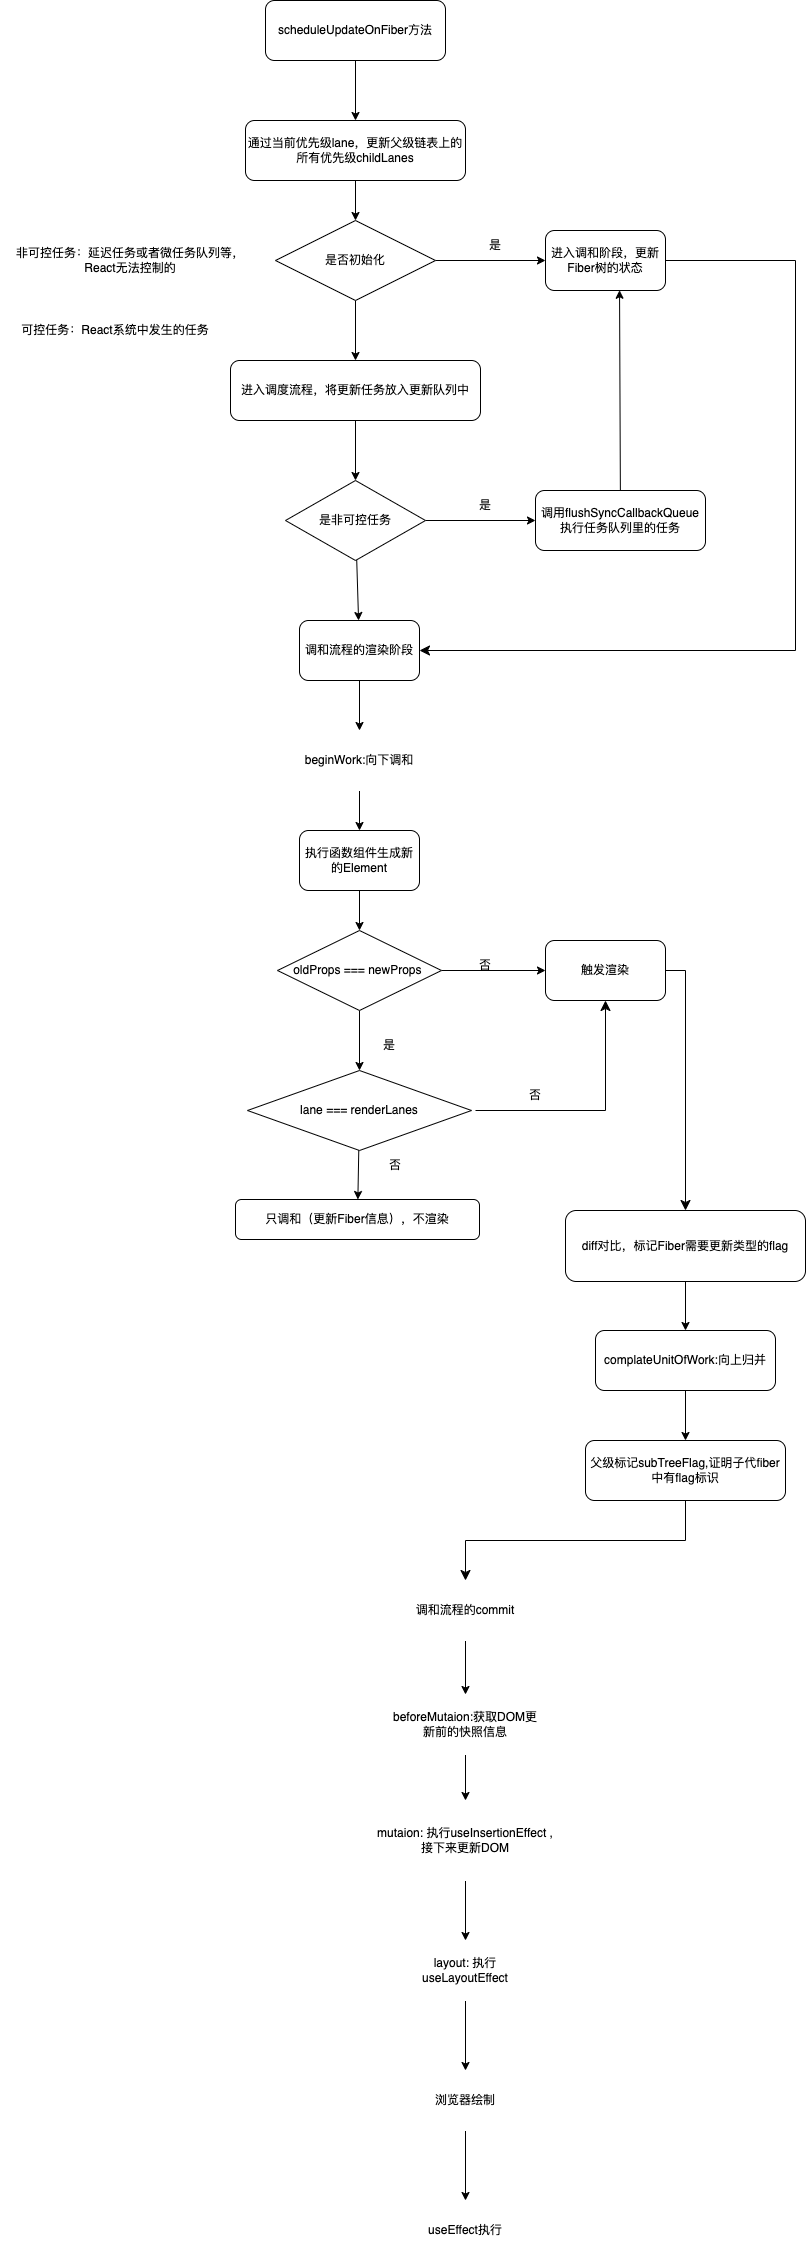 scheduleUpdateOnFiber方法
通过当前优先级lane，更新父级链表上的
所有优先级childLanes
非可控任务：延迟任务或者微任务队列等，
React无法控制的
是否初始化
是
进入调和阶段，更新
Fiber树的状态
可控任务：React系统中发生的任务
进入调度流程，将更新任务放入更新队列中
是非可控任务
是
调用flushSyncCallbackQueue
执行任务队列里的任务
调和流程的渲染阶段
beginWork:向下调和
执行函数组件生成新
的Element
oldProps === newProps
否
触发渲染
是
lane === renderLanes
否
否
只调和（更新Fiber信息），不渲染
diff对比，标记Fiber需要更新类型的flag
complateUnitOfWork:向上归并
父级标记subTreeFlag,证明子代fiber
中有flag标识
调和流程的commit
beforeMutaion:获取DOM更
新前的快照信息
mutaion: 执行useInsertionEffect ,
接下来更新DOM
layout: 执行
useLayoutEffect
浏览器绘制
useEffect执行